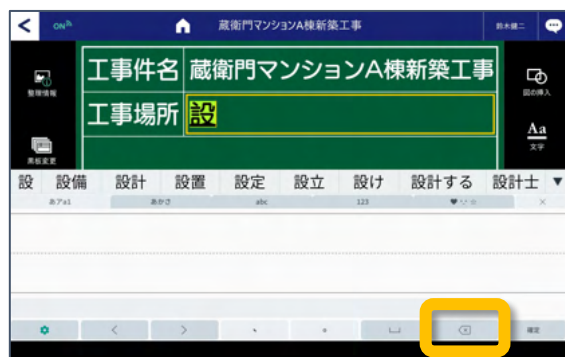 ON
蔵衛門マンションA棟新築工事
鈴木健二
工事件名 蔵衛門マンションA棟新築工事
工事場所 設
整理情報
黒板変更
図の挿入
Aa
文字
設 設備 設計 設置 設定 設立 設け 設計する 設計士 ▼
あアa1 あかさ abc 123 ×
、 。 確定